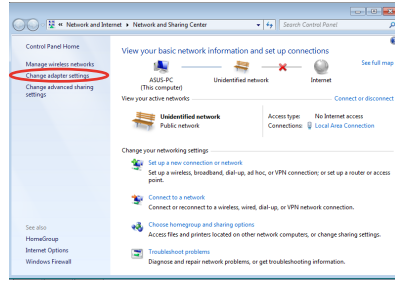 « Network and Internet ▸ Network and Sharing Center
Search Control Panel
Control Panel Home
Manage wireless networks
Change adapter settings
Change advanced sharing
settings
See also
HomeGroup
Internet Options
Windows Firewall
View your basic network information and set up connections
See full map
ASUS-PC
(This computer)
Unidentified network
Internet
View your active networks
Connect or disconnect
Unidentified network
Public network
Access type: No Internet access
Connections: Local Area Connection
Change your networking settings
Set up a new connection or network
Set up a wireless, broadband, dial-up, ad hoc, or VPN connection; or set up a router or access
point.
Connect to a network
Connect or reconnect to a wireless, wired, dial-up, or VPN network connection.
Choose homegroup and sharing options
Access files and printers located on other network computers, or change sharing settings.
Troubleshoot problems
Diagnose and repair network problems, or get troubleshooting information.